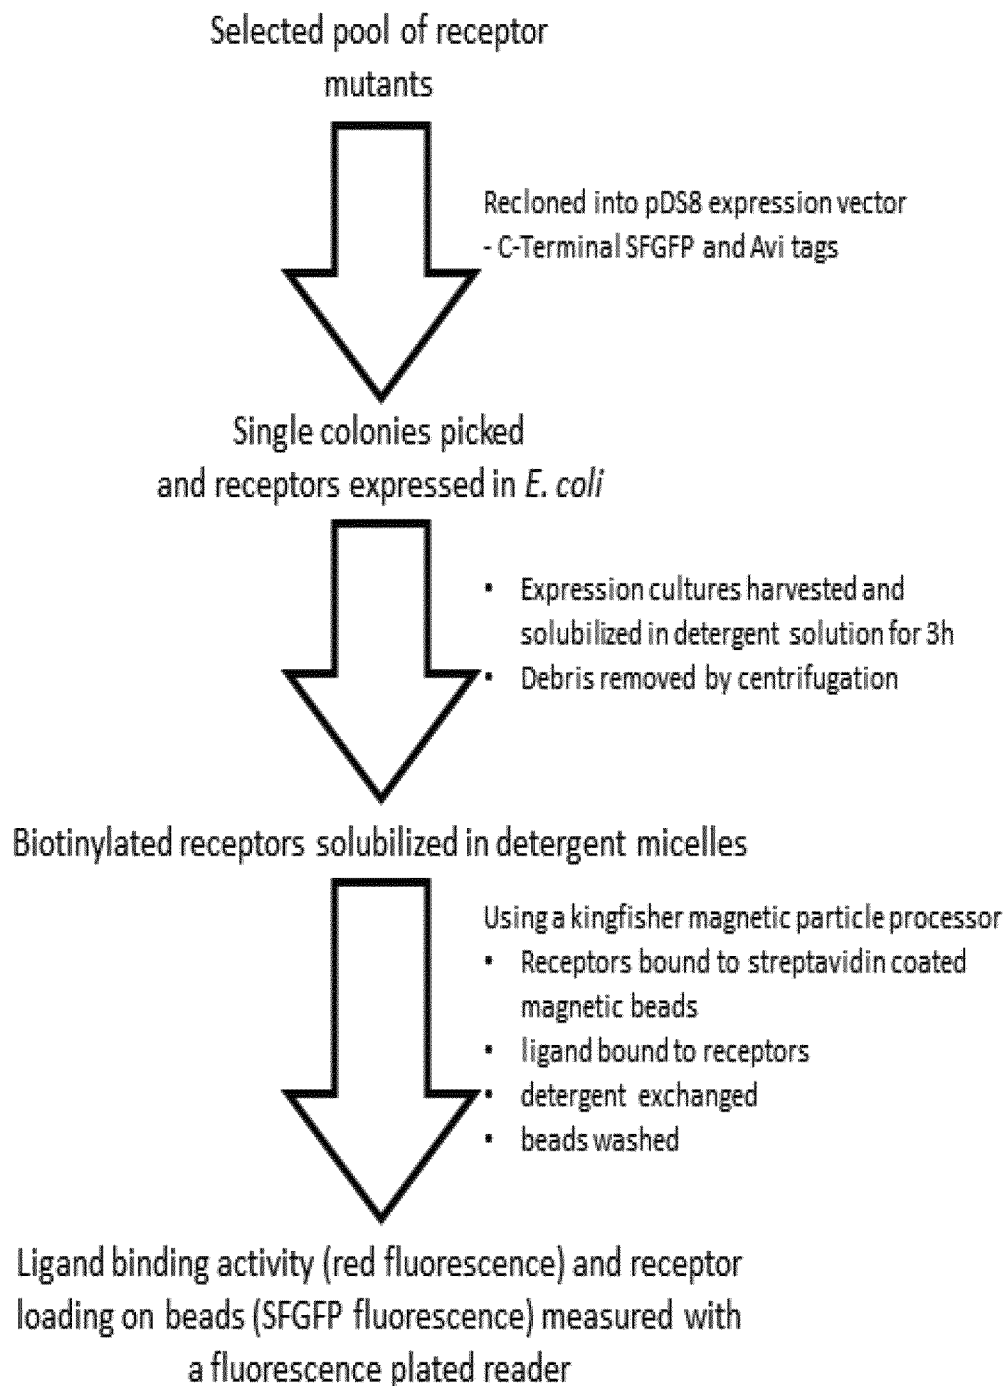 Selected pool of receptor
mutants
Recloned into pDS8 expression vector
- C-Terminal SFGFP and Avi tags
Single colonies picked
and receptors expressed in E. coli
• Expression cultures harvested and
solubilized in detergent solution for 3h
• Debris removed by centrifugation
Biotinylated receptors solubilized in detergent micelles
Using a kingfisher magnetic particle processor
• Receptors bound to streptavidin coated
magnetic beads
• ligand bound to receptors
• detergent exchanged
• beads washed
Ligand binding activity (red fluorescence) and receptor
loading on beads (SFGFP fluorescence) measured with
a fluorescence plated reader